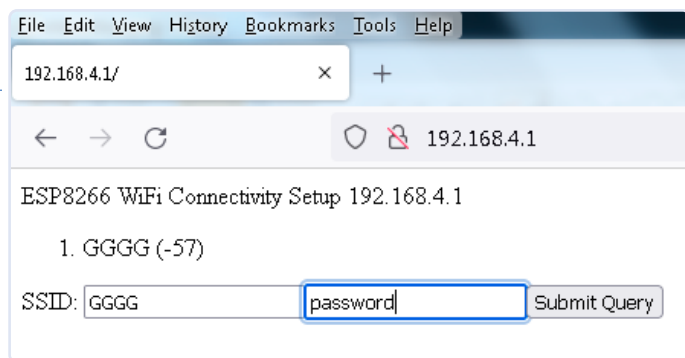 File Edit View History Bookmarks Tools Help
192.168.4.1/
192.168.4.1
ESP8266 WiFi Connectivity Setup 192.168.4.1
1. GGGG (-57)
SSID: GGGG password Submit Query